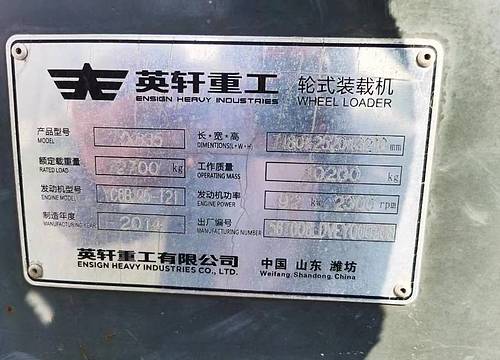 英轩重工
ENSIGN HEAVY INDUSTRIES
轮式装载机
WHEEL LOADER
产品型号
MODEL
长·宽·高
DIMENTIONS(L·W·H)
mm
额定载重量
RATED LOAD
kg
工作质量
OPERATING MASS
10200 kg
发动机型号
ENGINE MODEL
发动机功率
ENGINE POWER
rpm
制造年度
MANUFACTURING YEAR
出厂编号
MANUFACTURING NUMBER
英轩重工有限公司
ENSIGN HEAVY INDUSTRIES CO., LTD.
中国 山东 潍坊
Weifang, Shandong, China